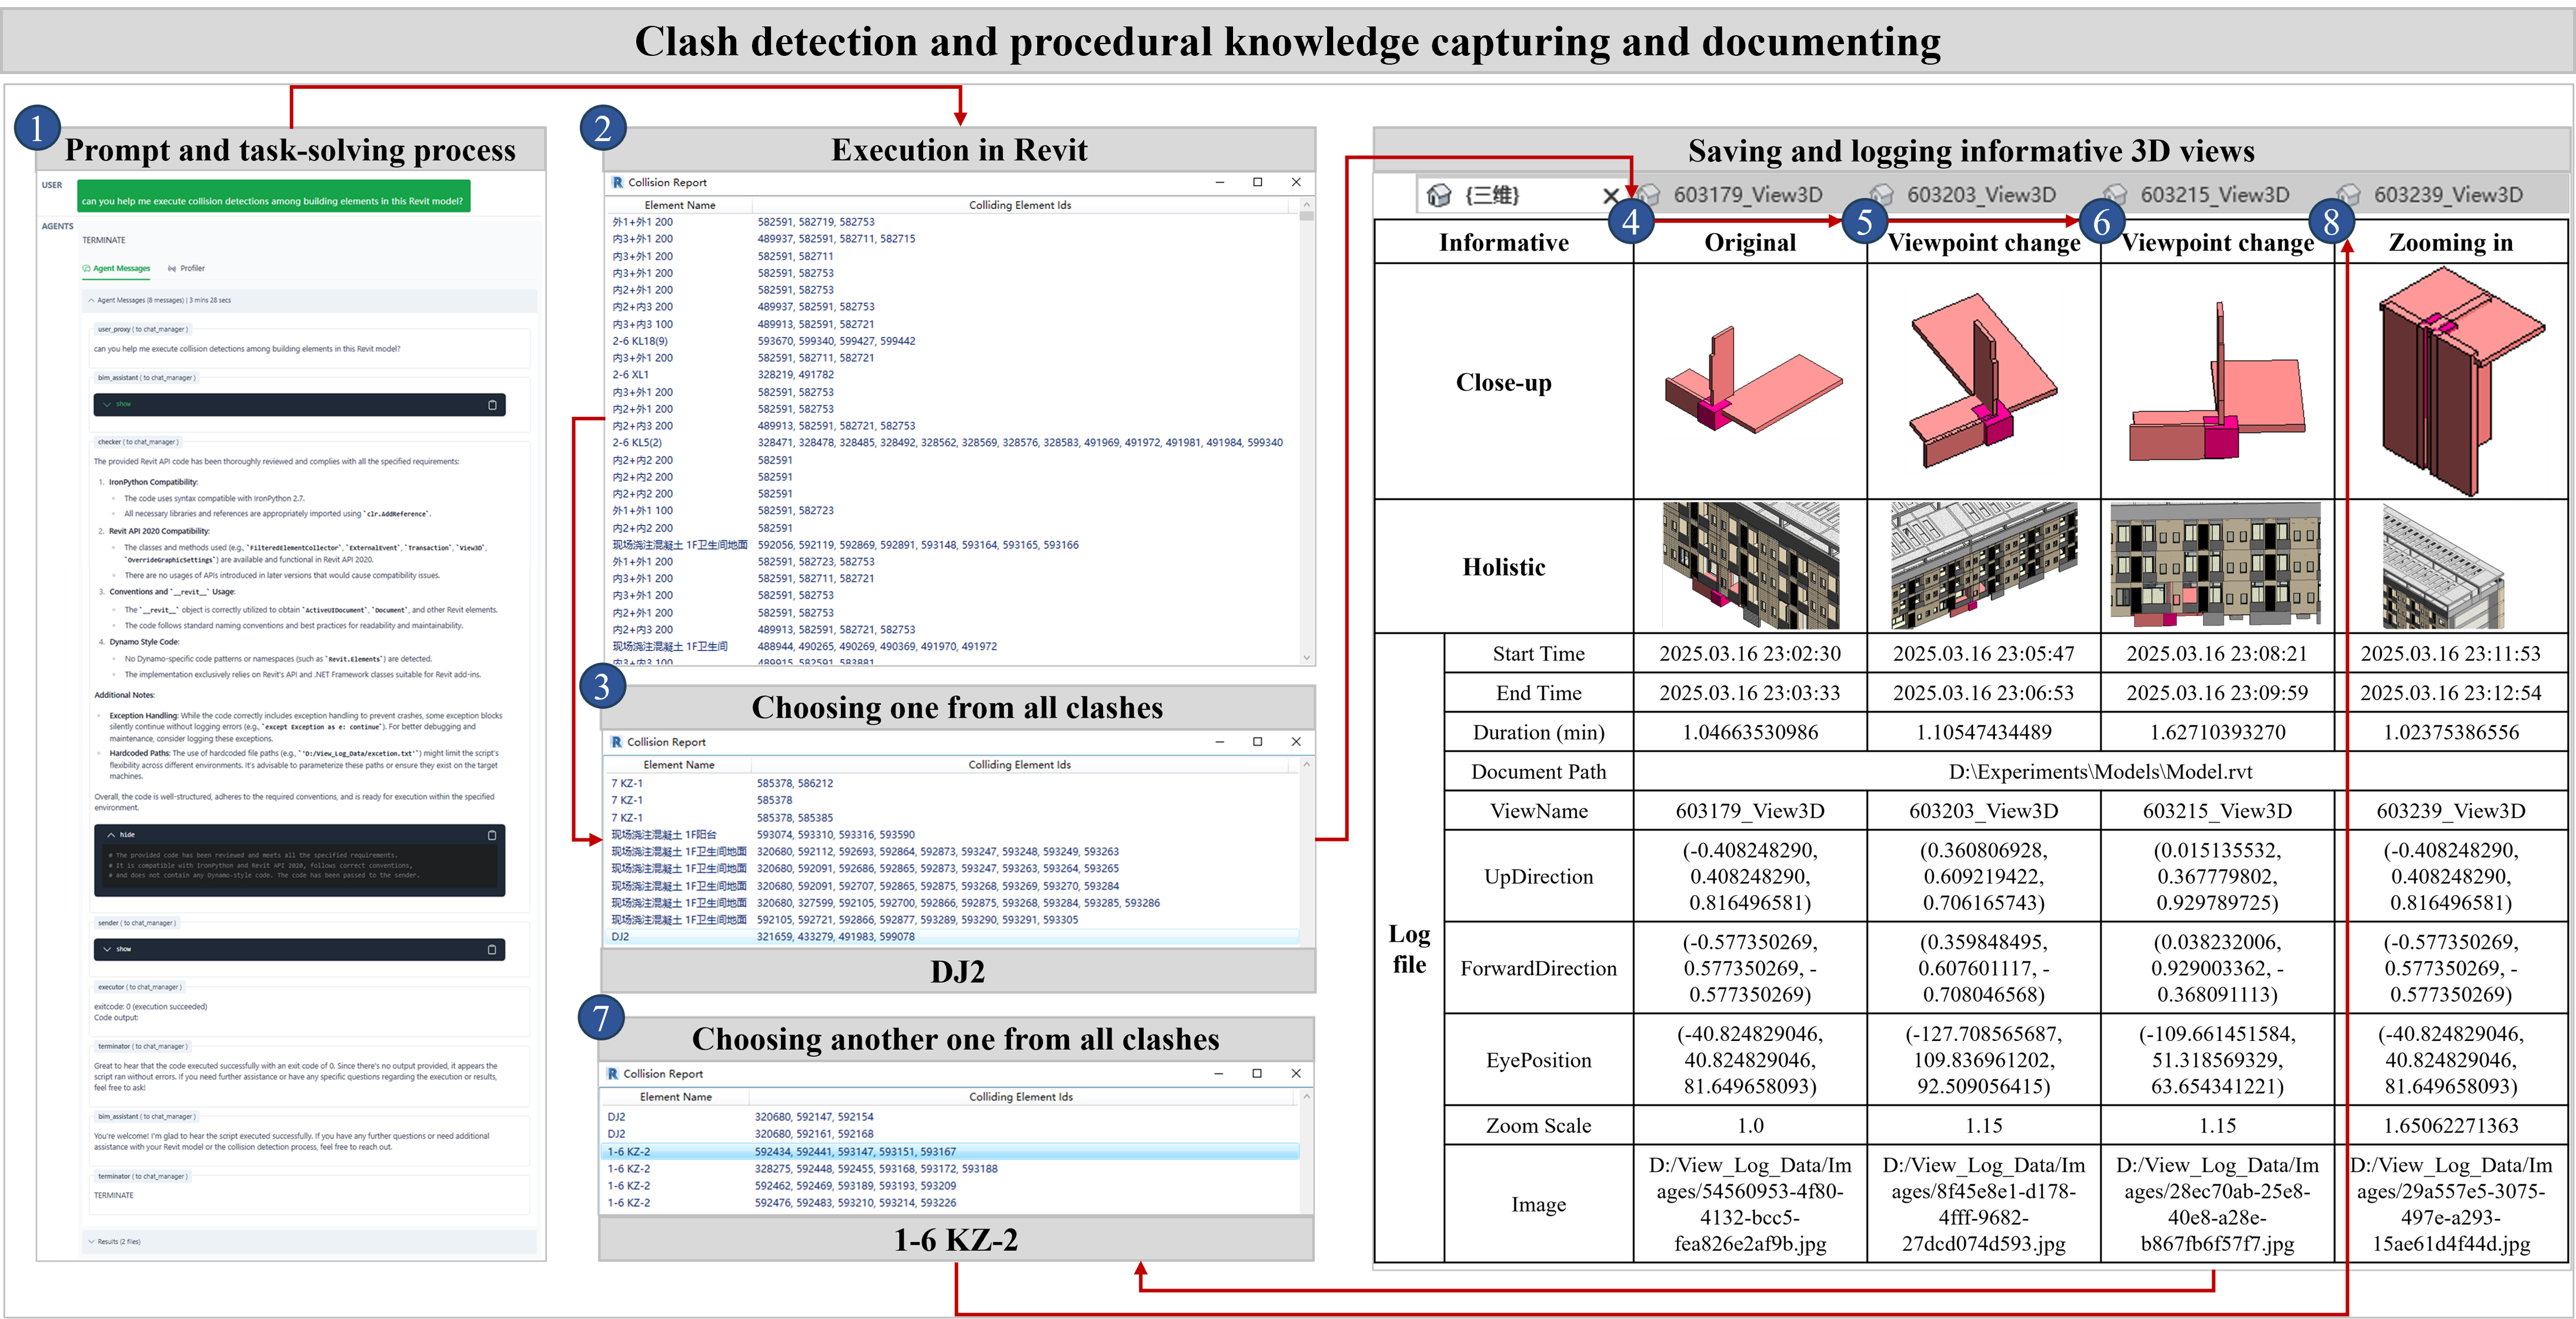 Clash detection and procedural knowledge capturing and documenting
1
Prompt and task-solving process
USER
can you help me execute collision detections among building elements in this Revit model?
AGENTS
TERMINATE
Agent Messages
Profiler
Agent Messages (8 messages) | 3 mins 28 secs
user_proxy ( to chat_manager )
can you help me execute collision detections among building elements in this Revit model?
bim_assistant ( to chat_manager )
show
checker ( to chat_manager )
The provided Revit API code has been thoroughly reviewed and complies with all the specified requirements:
1. IronPython Compatibility:
The code uses syntax compatible with IronPython 2.7.
All necessary libraries and references are appropriately imported using `clr.AddReference`.
2. Revit API 2020 Compatibility:
The classes and methods used (e.g., `FilteredElementCollector`, `ExternalEvent`, `Transaction`, `View3D`,
`OverrideGraphicSettings`) are available and functional in Revit API 2020.
There are no usages of APIs introduced in later versions that would cause compatibility issues.
3. Conventions and `__revit__` Usage:
The `__revit__` object is correctly utilized to obtain `ActiveUIDocument`, `Document`, and other Revit elements.
The code follows standard naming conventions and best practices for readability and maintainability.
4. Dynamo Style Code:
No Dynamo-specific code patterns or namespaces (such as `Revit.Elements`) are detected.
The implementation exclusively relies on Revit's API and .NET Framework classes suitable for Revit add-ins.
Additional Notes:
Exception Handling: While the code correctly includes exception handling to prevent crashes, some exception blocks
silently continue without logging errors (e.g., `except Exception as e: continue`). For better debugging and
maintenance, consider logging these exceptions.
Hardcoded Paths: The use of hardcoded file paths (e.g., `'D:/View_Log_Data/excetion.txt'`) might limit the script's
flexibility across different environments. It's advisable to parameterize these paths or ensure they exist on the target
machines.
Overall, the code is well-structured, adheres to the required conventions, and is ready for execution within the specified
environment.
hide
# The provided code has been reviewed and meets all the specified requirements.
# It is compatible with IronPython and Revit API 2020, follows correct conventions,
# and does not contain any Dynamo-style code. The code has been passed to the sender.
sender ( to chat_manager )
show
executor ( to chat_manager )
exitcode: 0 (execution succeeded)
Code output:
terminator ( to chat_manager )
Great to hear that the code executed successfully with an exit code of 0. Since there's no output provided, it appears the
script ran without errors. If you need further assistance or have any specific questions regarding the execution or results,
feel free to ask!
bim_assistant ( to chat_manager )
You're welcome! I'm glad to hear the script executed successfully. If you have any further questions or need additional
assistance with your Revit model or the collision detection process, feel free to reach out.
terminator ( to chat_manager )
TERMINATE
Results (2 files)
2
Execution in Revit
R Collision Report
Element Name Colliding Element Ids
外1+外1 200 582591, 582719, 582753
内3+外1 200 489937, 582591, 582711, 582715
内3+外1 200 582591, 582711
内3+外1 200 582591, 582753
内2+外1 200 582591, 582753
内2+内3 200 489937, 582591, 582753
内3+内3 100 489913, 582591, 582721
2-6 KL18(9) 593670, 599340, 599427, 599442
内3+外1 200 582591, 582711, 582721
2-6 XL1 328219, 491782
内3+外1 200 582591, 582753
内2+外1 200 582591, 582753
内2+内3 200 489913, 582591, 582721, 582753
2-6 KL5(2) 328471, 328478, 328485, 328492, 328562, 328569, 328576, 328583, 491969, 491972, 491981, 491984, 599340
内2+内2 200 582591
内2+内2 200 582591
内2+内2 200 582591
外1+外1 100 582591, 582723
内2+内2 200 582591
现场浇注混凝土 1F卫生间地面 592056, 592119, 592869, 592891, 593148, 593164, 593165, 593166
外1+外1 200 582591, 582723, 582753
内3+外1 200 582591, 582711, 582721
内3+外1 200 582591, 582753
内2+外1 200 582591, 582753
内2+内3 200 489913, 582591, 582721, 582753
现场浇注混凝土 1F卫生间 488944, 490265, 490269, 490369, 491970, 491972
内3+内3 100 489915, 582591, 583881
3
Choosing one from all clashes
R Collision Report
Element Name Colliding Element Ids
7 KZ-1 585378, 586212
7 KZ-1 585378
7 KZ-1 585378, 585385
现场浇注混凝土 1F阳台 593074, 593310, 593316, 593590
现场浇注混凝土 1F卫生间地面 320680, 592112, 592693, 592864, 592873, 593247, 593248, 593249, 593263
现场浇注混凝土 1F卫生间地面 320680, 592091, 592686, 592865, 592873, 593247, 593263, 593264, 593265
现场浇注混凝土 1F卫生间地面 320680, 592091, 592707, 592865, 592875, 593268, 593269, 593270, 593284
现场浇注混凝土 1F卫生间地面 320680, 327599, 592105, 592700, 592866, 592875, 593268, 593284, 593285, 593286
现场浇注混凝土 1F卫生间地面 592105, 592721, 592866, 592877, 593289, 593290, 593291, 593305
DJ2 321659, 433279, 491983, 599078
DJ2
7
Choosing another one from all clashes
R Collision Report
Element Name Colliding Element Ids
DJ2 320680, 592147, 592154
DJ2 320680, 592161, 592168
1-6 KZ-2 592434, 592441, 593147, 593151, 593167
1-6 KZ-2 328275, 592448, 592455, 593168, 593172, 593188
1-6 KZ-2 592462, 592469, 593189, 593193, 593209
1-6 KZ-2 592476, 592483, 593210, 593214, 593226
1-6 KZ-2
Saving and logging informative 3D views
{三维} 603179_View3D 603203_View3D 603215_View3D 603239_View3D
4 5 6 8
Informative Original Viewpoint change Viewpoint change Zooming in
Close-up
Holistic
Log file
Start Time 2025.03.16 23:02:30 2025.03.16 23:05:47 2025.03.16 23:08:21 2025.03.16 23:11:53
End Time 2025.03.16 23:03:33 2025.03.16 23:06:53 2025.03.16 23:09:59 2025.03.16 23:12:54
Duration (min) 1.04663530986 1.10547434489 1.62710393270 1.02375386556
Document Path D:\Experiments\Models\Model.rvt
ViewName 603179_View3D 603203_View3D 603215_View3D 603239_View3D
UpDirection
(-0.408248290, (0.360806928, (0.015135532, (-0.408248290,
0.408248290, 0.609219422, 0.367779802, 0.408248290,
0.816496581) 0.706165743) 0.929789725) 0.816496581)
ForwardDirection
(-0.577350269, (0.359848495, (0.038232006, (-0.577350269,
0.577350269, - 0.607601117, - 0.929003362, - 0.577350269, -
0.577350269) 0.708046568) 0.368091113) 0.577350269)
EyePosition
(-40.824829046, (-127.708565687, (-109.661451584, (-40.824829046,
40.824829046, 109.836961202, 51.318569329, 40.824829046,
81.649658093) 92.509056415) 63.654341221) 81.649658093)
Zoom Scale 1.0 1.15 1.15 1.65062271363
Image
D:/View_Log_Data/Im D:/View_Log_Data/Im D:/View_Log_Data/Im D:/View_Log_Data/Im
ages/54560953-4f80- ages/8f45e8e1-d178- ages/28ec70ab-25e8- ages/29a557e5-3075-
4132-bcc5- 4fff-9682- 40e8-a28e- 497e-a293-
fea826e2af9b.jpg 27dcd074d593.jpg b867fb6f57f7.jpg 15ae61d4f44d.jpg